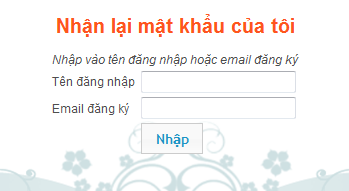 Nhận lại mật khẩu của tôi
Nhập vào tên đăng nhập hoặc email đăng ký
Tên đăng nhập
Email đăng ký
Nhập